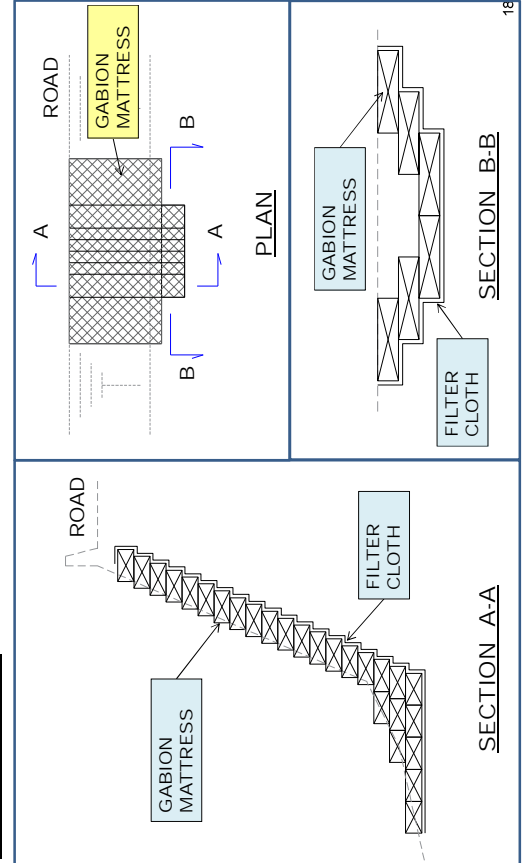 ROAD
GABION
MATTRESS
FILTER
CLOTH
SECTION A-A
ROAD
GABION
MATTRESS
A
A
B
B
PLAN
GABION
MATTRESS
FILTER
CLOTH
SECTION B-B
18